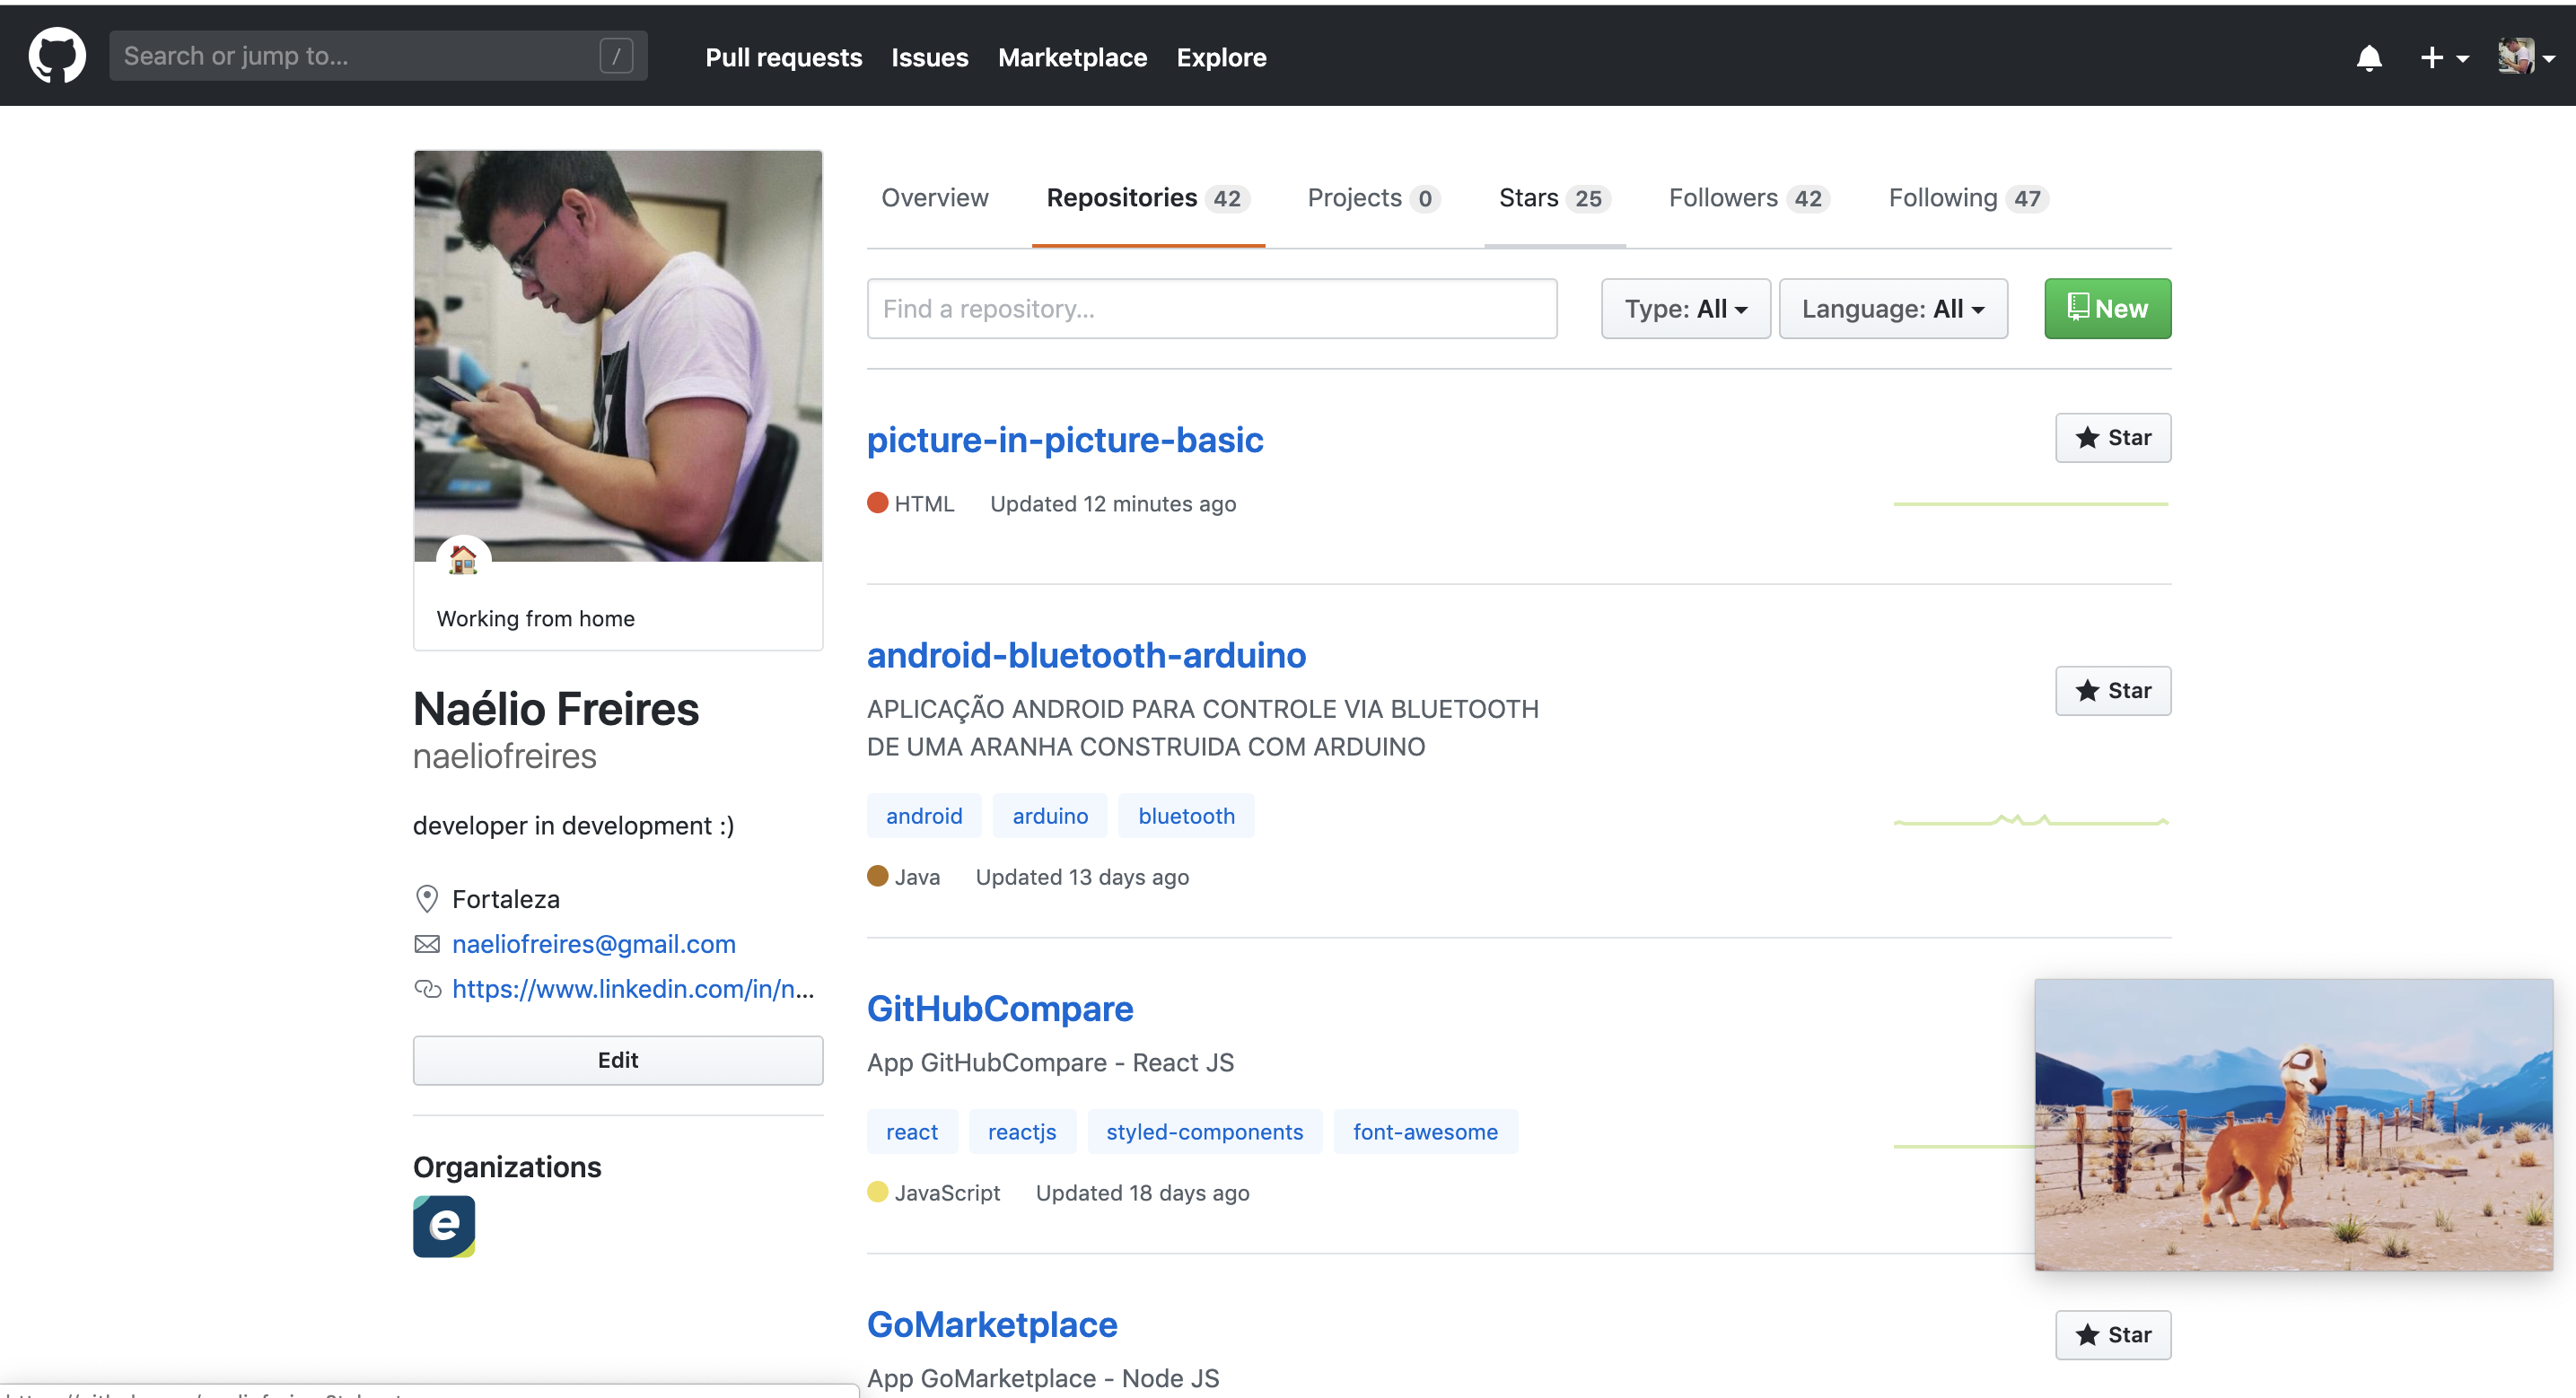 Search or jump to... /
Pull requests Issues Marketplace Explore
Overview Repositories 42 Projects 0 Stars 25 Followers 42 Following 47
Find a repository... Type: All Language: All New
Working from home
Naélio Freires
naeliofreires
developer in development :)
Fortaleza
naeliofreires@gmail.com
https://www.linkedin.com/in/n...
Edit
Organizations
e
picture-in-picture-basic
Star
HTML Updated 12 minutes ago
android-bluetooth-arduino
Star
APLICAÇÃO ANDROID PARA CONTROLE VIA BLUETOOTH
DE UMA ARANHA CONSTRUIDA COM ARDUINO
android arduino bluetooth
Java Updated 13 days ago
GitHubCompare
App GitHubCompare - React JS
react reactjs styled-components font-awesome
JavaScript Updated 18 days ago
GoMarketplace
Star
App GoMarketplace - Node JS